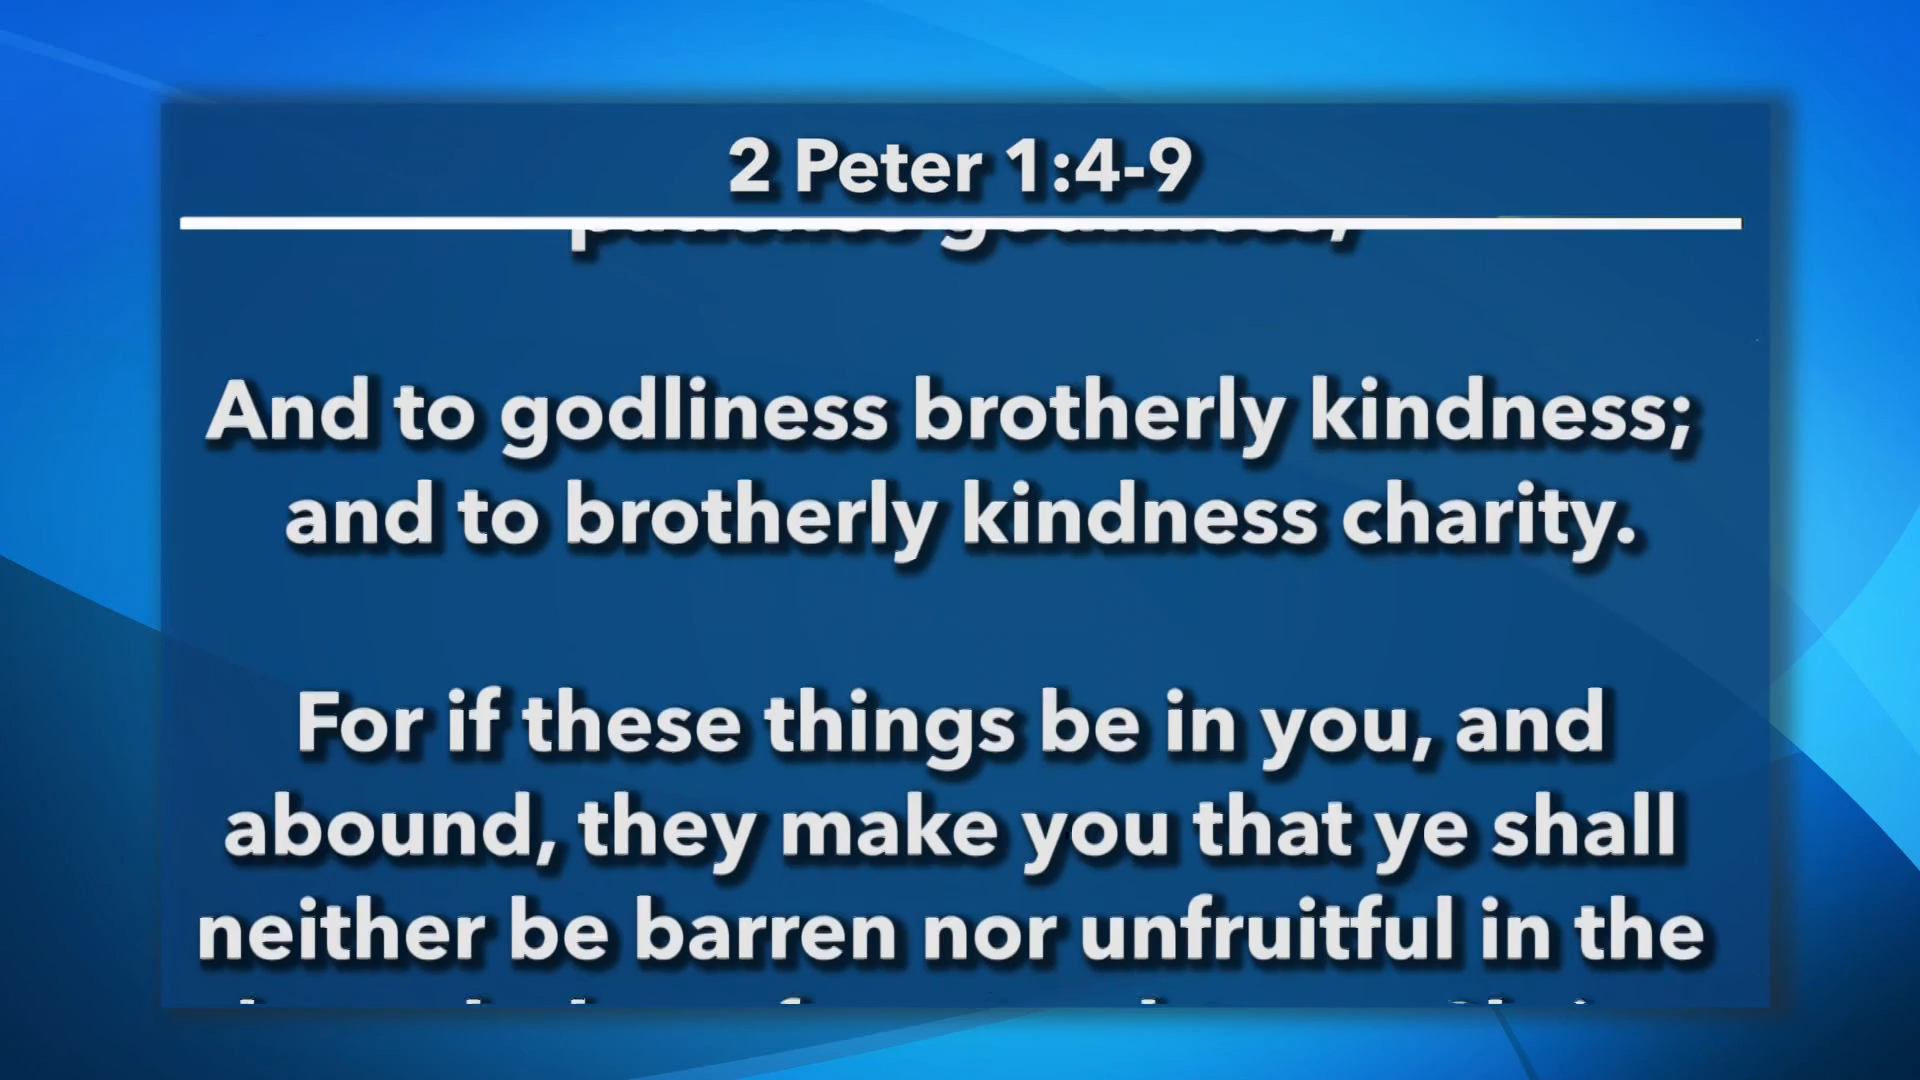 2 Peter 1:4-9
patience godliness,
And to godliness brotherly kindness;
and to brotherly kindness charity.
For if these things be in you, and
abound, they make you that ye shall
neither be barren nor unfruitful in the